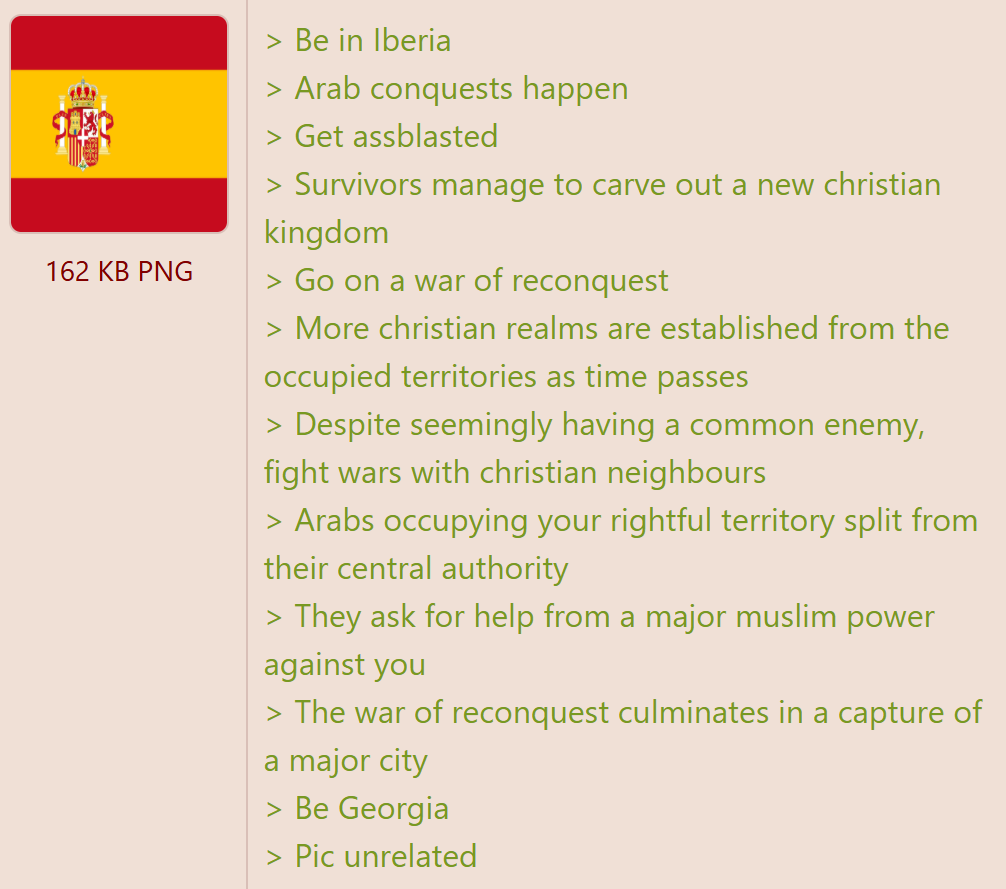 162 KB PNG
> Be in Iberia
> Arab conquests happen
> Get assblasted
> Survivors manage to carve out a new christian
kingdom
> Go on a war of reconquest
> More christian realms are established from the
occupied territories as time passes
> Despite seemingly having a common enemy,
fight wars with christian neighbours
> Arabs occupying your rightful territory split from
their central authority
> They ask for help from a major muslim power
against you
> The war of reconquest culminates in a capture of
a major city
> Be Georgia
> Pic unrelated